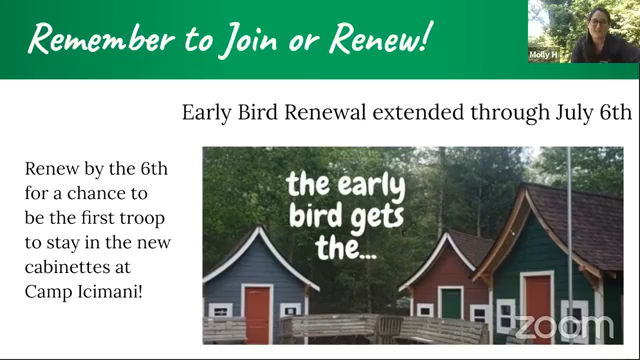 Remember to Join or Renew!
Molly H
Early Bird Renewal extended through July 6th
Renew by the 6th
for a chance to
be the first troop
to stay in the new
cabinettes at
Camp Icimani!
the early
bird gets
the...
zoom